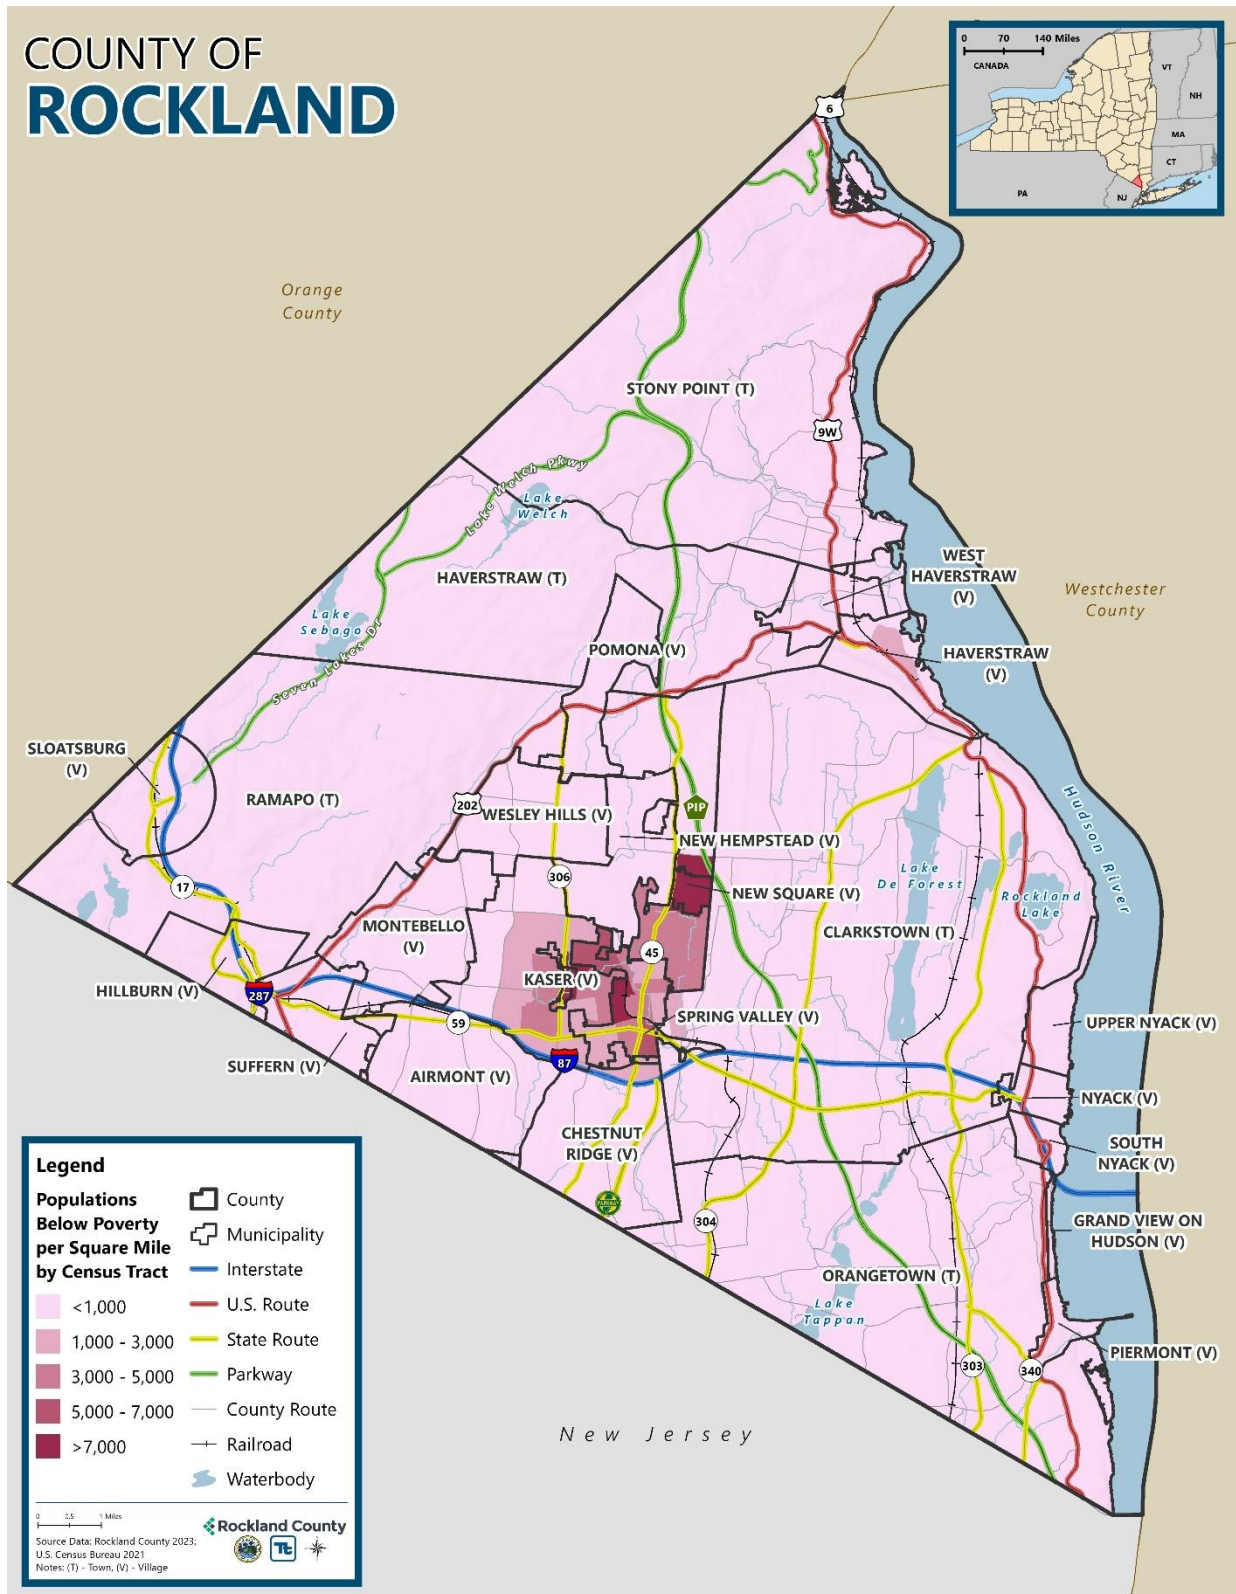 COUNTY OF
ROCKLAND
0 70 140 Miles
CANADA
VT
NH
MA
CT
PA
NJ
6
Orange
County
STONY POINT (T)
9W
Lake Welch Pkwy
Lake
Welch
WEST
HAVERSTRAW
(V)
HAVERSTRAW (T)
Westchester
County
Lake
Sebago
Seven Lakes Dr
POMONA (V)
HAVERSTRAW
(V)
SLOATSBURG
(V)
RAMAPO (T)
202
WESLEY HILLS (V)
PIP
Hudson River
NEW HEMPSTEAD (V)
17
306
NEW SQUARE (V)
Lake
De Forest
Rockland
Lake
MONTEBELLO
(V)
CLARKSTOWN (T)
45
KASER (V)
HILLBURN (V)
287
59
SPRING VALLEY (V)
UPPER NYACK (V)
SUFFERN (V)
87
AIRMONT (V)
NYACK (V)
CHESTNUT
RIDGE (V)
SOUTH
NYACK (V)
304
GRAND VIEW ON
HUDSON (V)
ORANGETOWN (T)
Lake
Tappan
303
340
PIERMONT (V)
New Jersey
Legend
Populations
Below Poverty
per Square Mile
by Census Tract
<1,000
1,000 - 3,000
3,000 - 5,000
5,000 - 7,000
>7,000
County
Municipality
Interstate
U.S. Route
State Route
Parkway
County Route
Railroad
Waterbody
0 0.5 1 Miles
Rockland County
Source Data: Rockland County 2023;
U.S. Census Bureau 2021
Notes: (T) - Town, (V) - Village